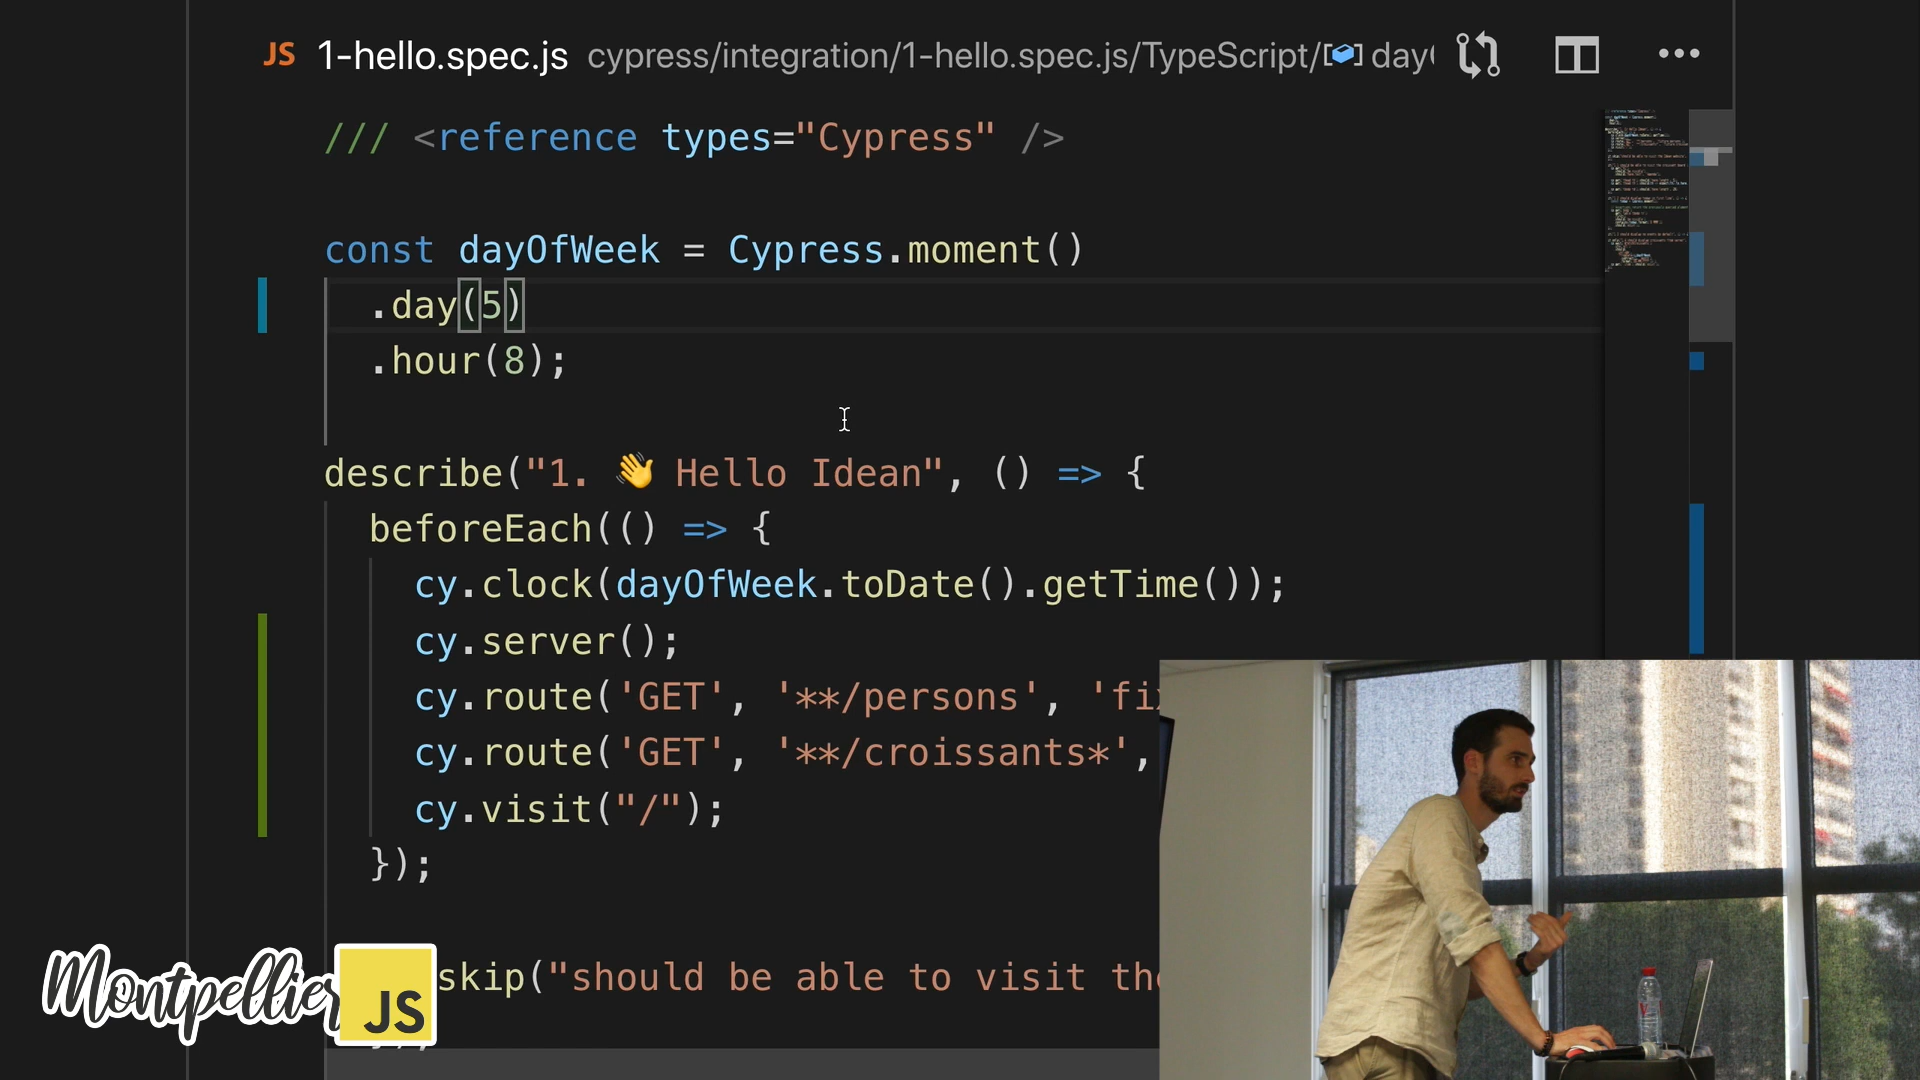 JS 1-hello.spec.js cypress/integration/1-hello.spec.js/TypeScript/ day
/// <reference types="Cypress" />
const dayOfWeek = Cypress.moment()
.day(5)
.hour(8);
describe("1. 👋 Hello Idean", () => {
beforeEach(() => {
cy.clock(dayOfWeek.toDate().getTime());
cy.server();
cy.route('GET', '**/persons', 'fix
cy.route('GET', '**/croissants*',
cy.visit("/");
});
skip("should be able to visit the
Montpellier JS